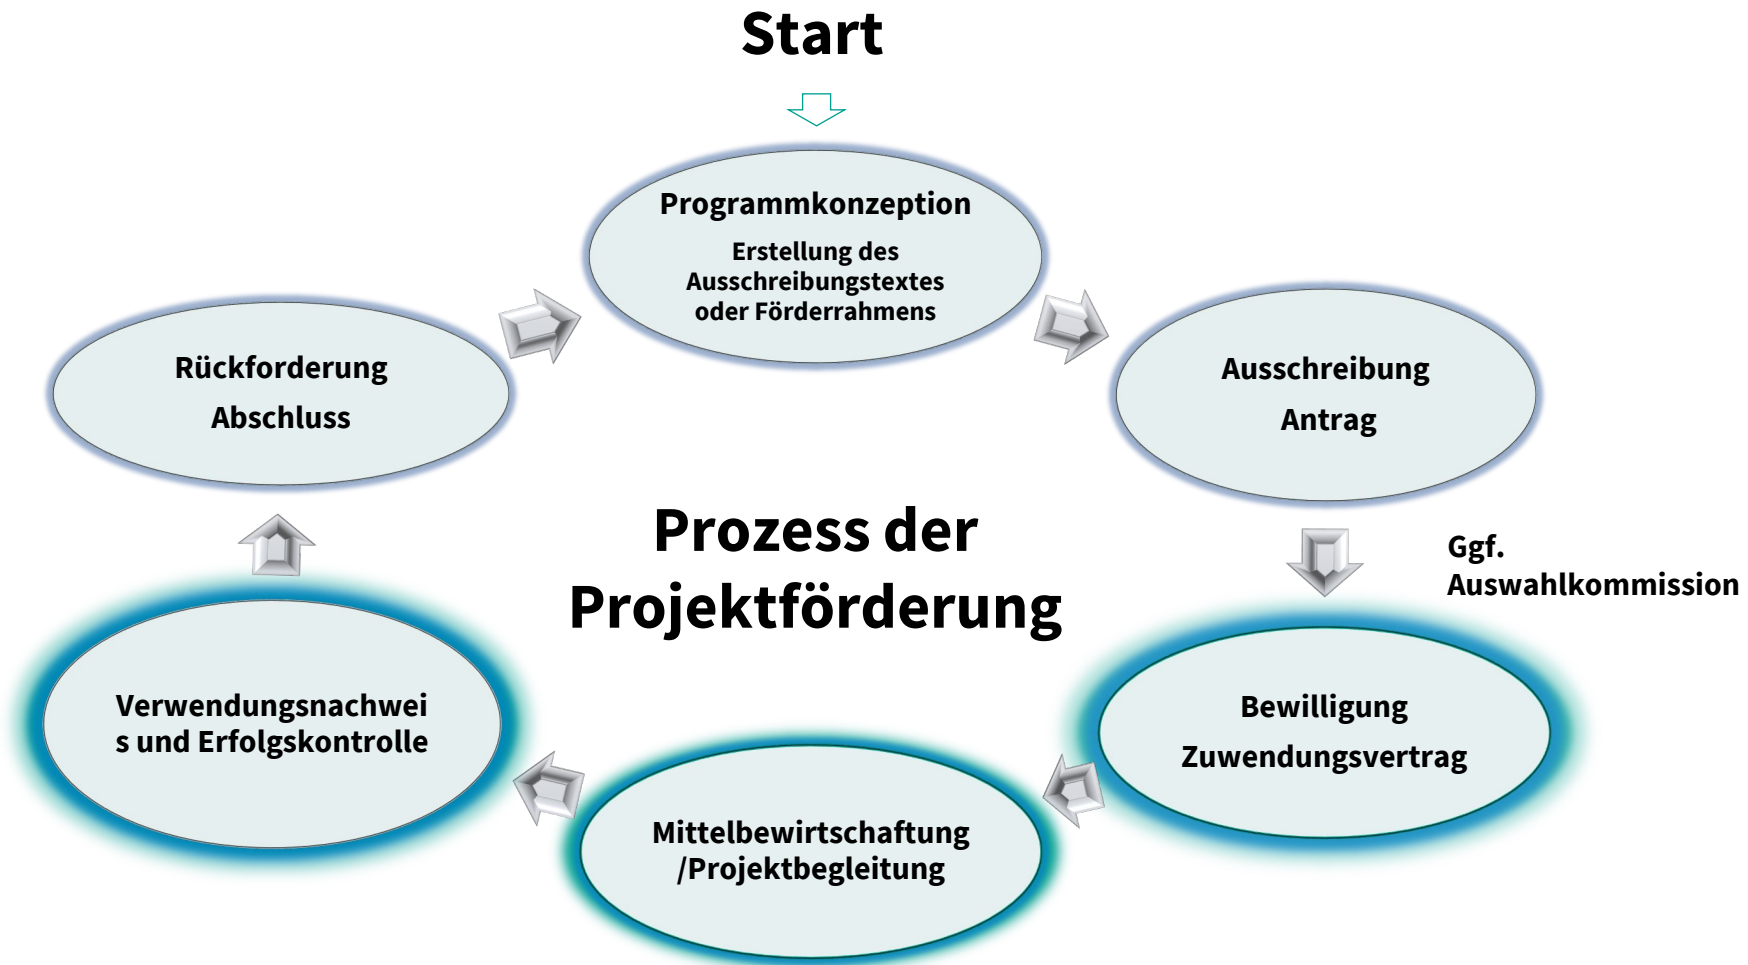 Start
Programmkonzeption
Erstellung des
Ausschreibungstextes
oder Förderrahmens
Rückforderung
Abschluss
Ausschreibung
Antrag
Prozess der
Projektförderung
Ggf.
Auswahlkommission
Verwendungsnachwei
s und Erfolgskontrolle
Bewilligung
Zuwendungsvertrag
Mittelbewirtschaftung
/Projektbegleitung